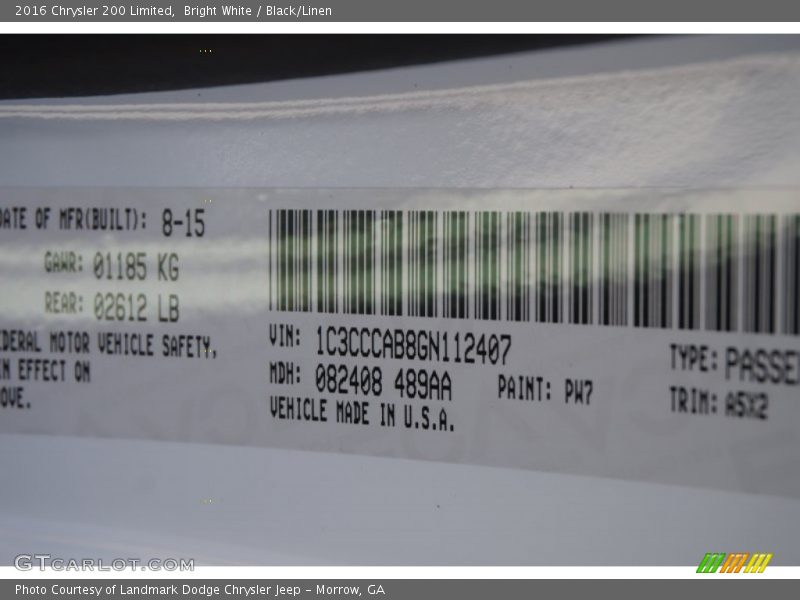 2016 Chrysler 200 Limited, Bright White / Black/Linen
DATE OF MFR(BUILT): 8-15
GAWR: 01185 KG
REAR: 02612 LB
VEHICLE SAFETY,
MOTOR
EFFECT ON
VIN: 1C3CCCAB8GN112407
MDH: 082408 489AA
PAINT: PW7
VEHICLE MADE IN U.S.A.
TYPE: PASSE
TRIM: A5X2
GTCARLOT.COM
Photo Courtesy of Landmark Dodge Chrysler Jeep – Morrow, GA